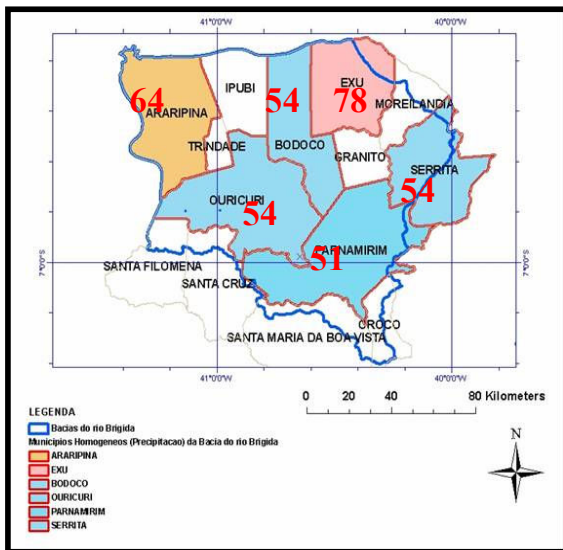 41°0'0"W 40°0'0"W
EXU
IPUBI
64 54 78
MOREILANDIA
ARARIPINA
TRINDADE
BODOCO
GRANITO
SERRITA
54
OURICURI
54
PARNAMIRIM
51
7°0'0"S 7°0'0"S
SANTA FILOMENA
SANTA CRUZ
OROCO
SANTA MARIA DA BOA VISTA
41°0'0"W 40°0'0"W
0 20 40 80 Kilometers
LEGENDA
Bacias do rio Brigida
Municipios Homogeneos (Precipitacao) da Bacia do rio Brigida
ARARIPINA
EXU
BODOCO
OURICURI
PARNAMIRIM
SERRITA
N